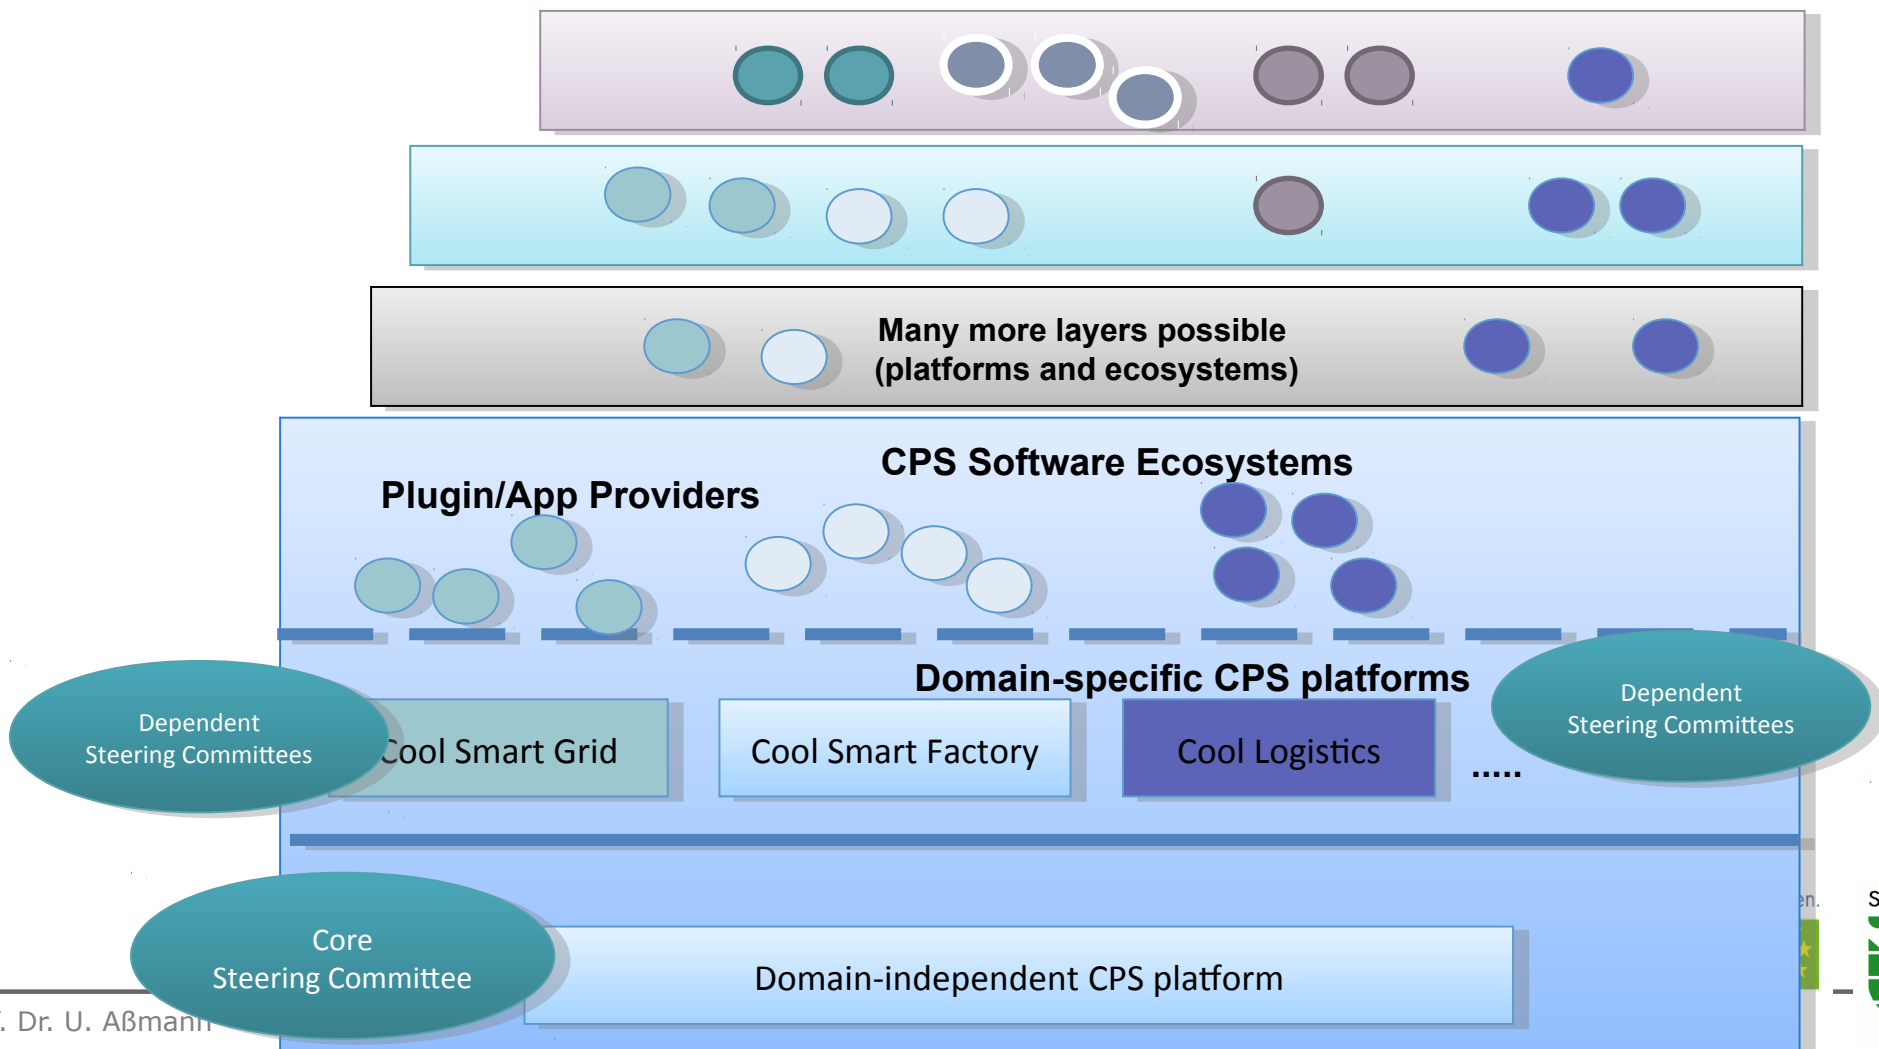 Many more layers possible
(platforms and ecosystems)
CPS Software Ecosystems
Plugin/App Providers
Domain-specific CPS platforms
Dependent
Steering Committees
Cool Smart Grid
Cool Smart Factory
Cool Logistics
.....
Dependent
Steering Committees
Core
Steering Committee
Domain-independent CPS platform
. Dr. U. Aßmann
en.
S